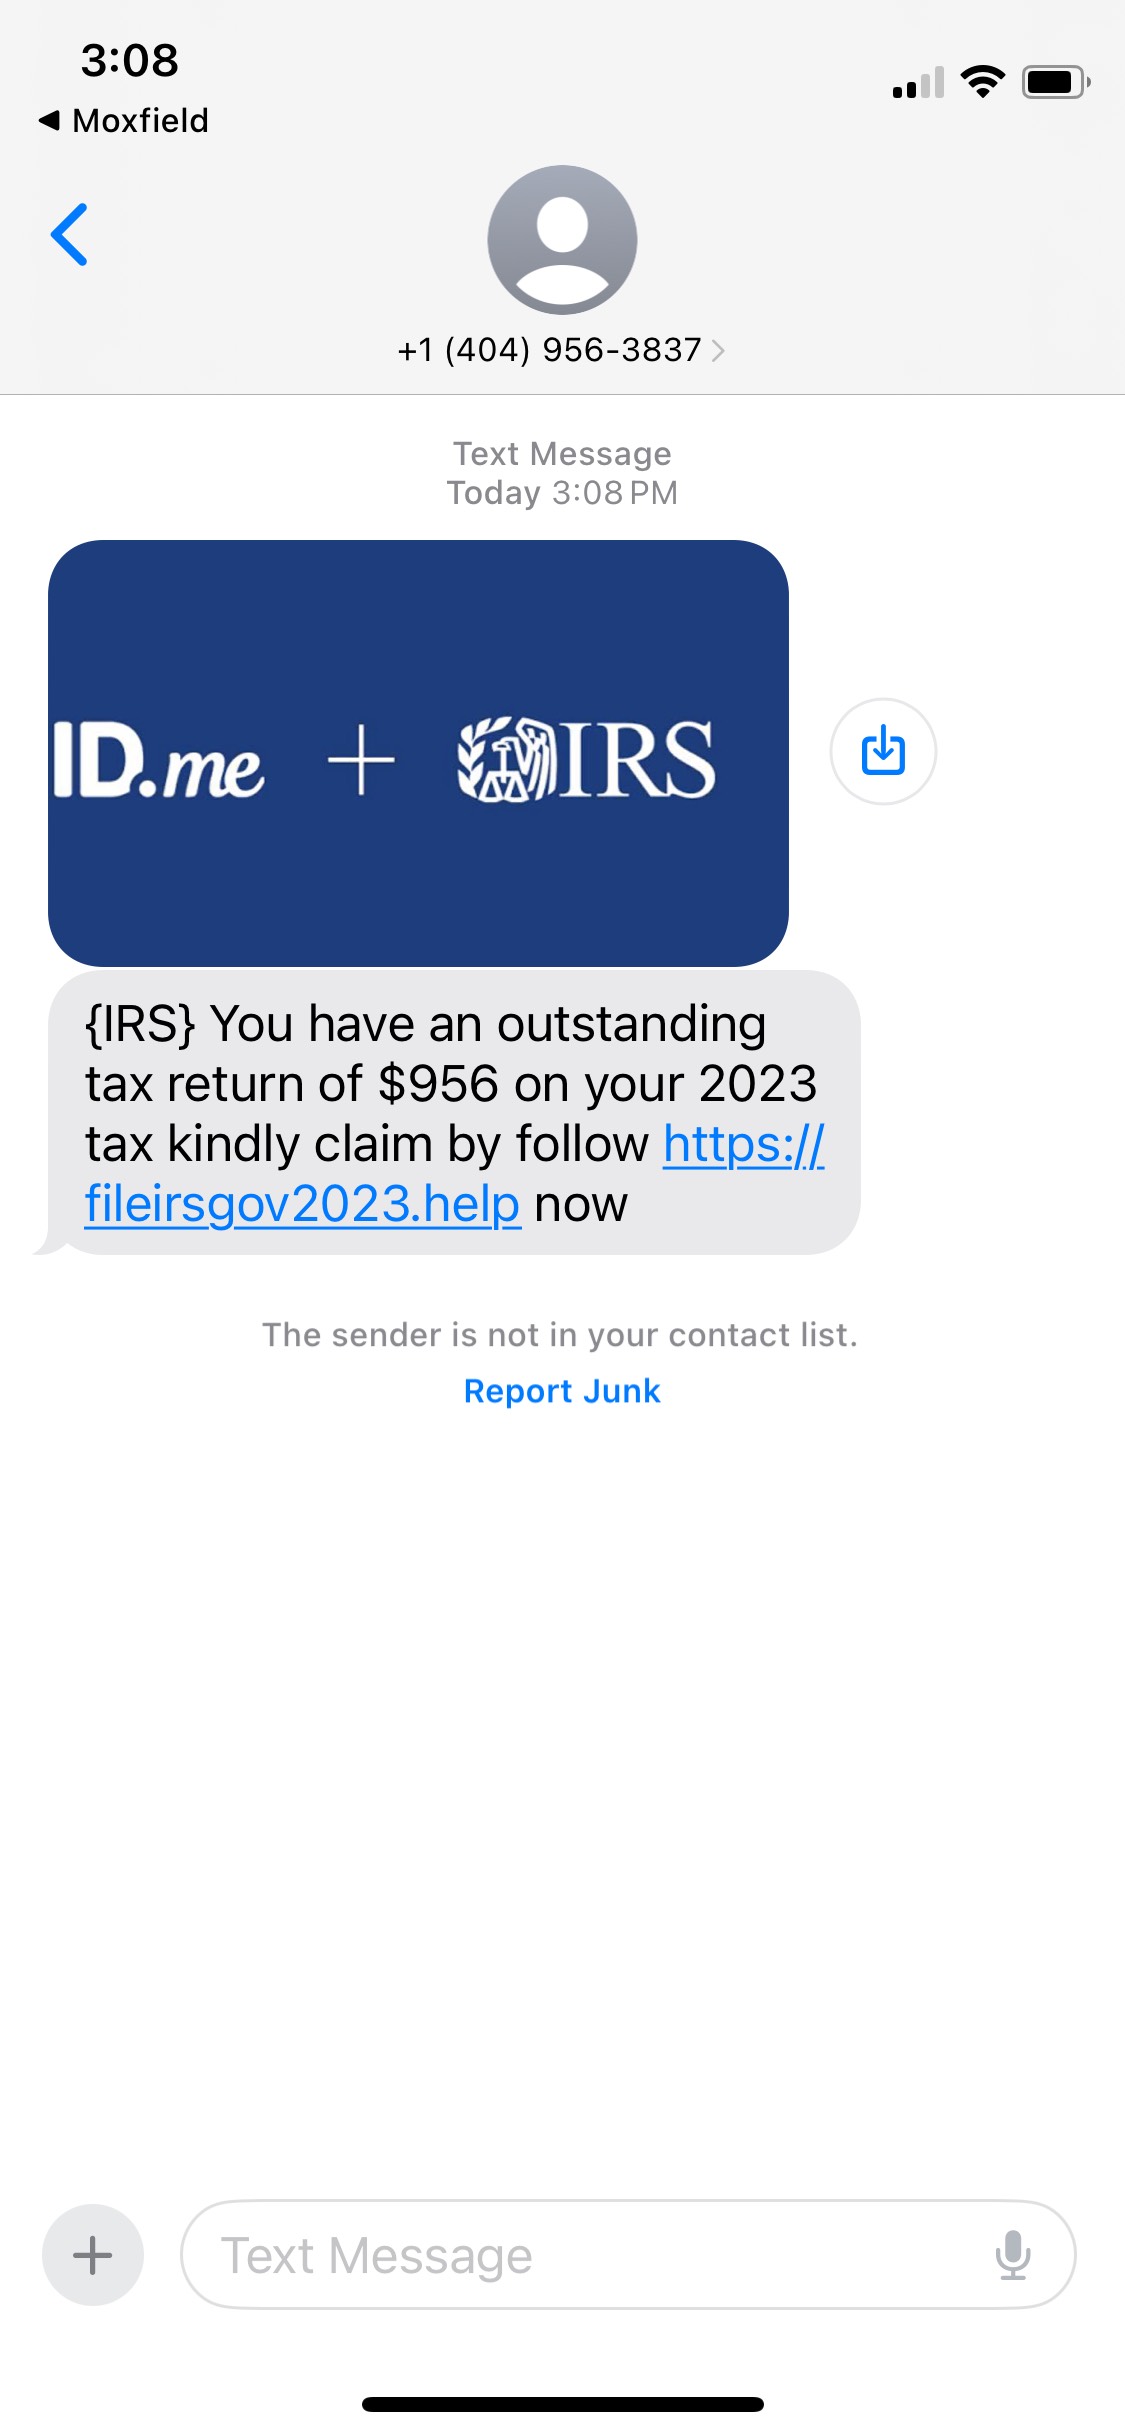 3:08
Moxfield
+1 (404) 956-3837
Text Message
Today 3:08 PM
ID.me + IRS
{IRS} You have an outstanding
tax return of $956 on your 2023
tax kindly claim by follow https://
fileirsgov2023.help now
The sender is not in your contact list.
Report Junk
Text Message